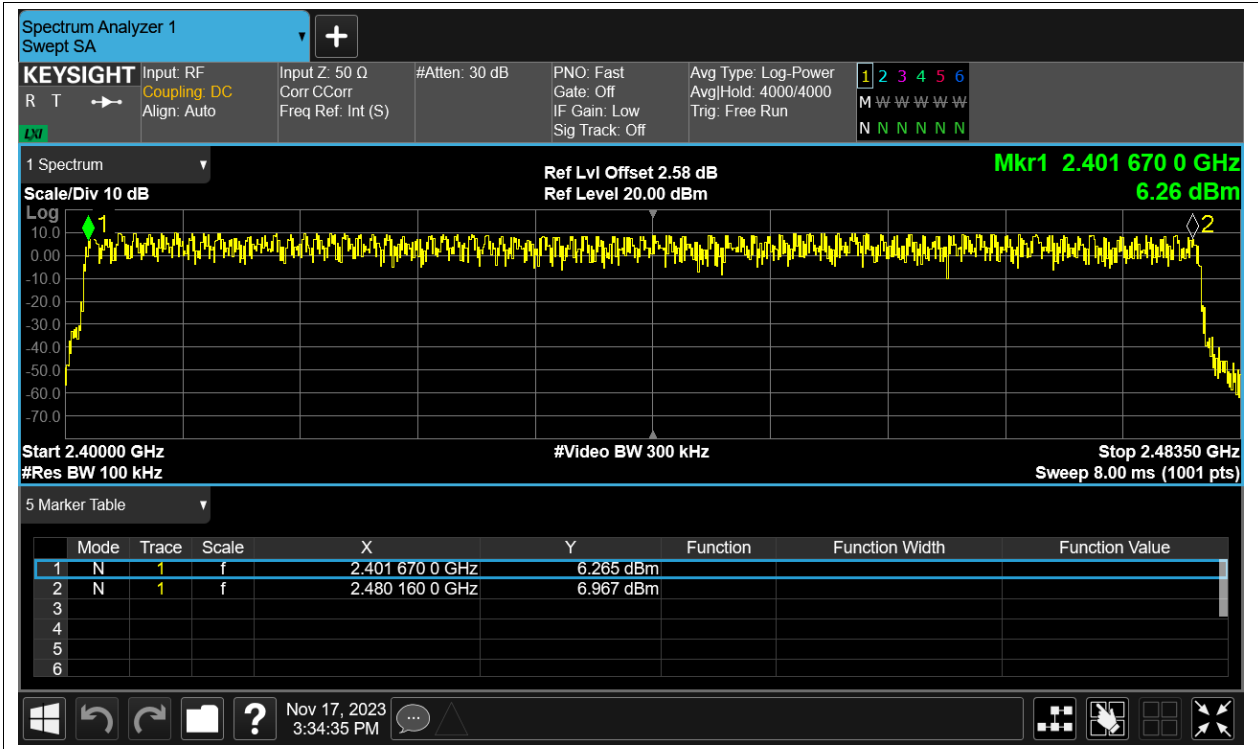 Spectrum Analyzer 1
Swept SA
KEYSIGHT
R T
LXI
Input: RF
Coupling: DC
Align: Auto
Input Z: 50 Ω
Corr CCorr
Freq Ref: Int (S)
#Atten: 30 dB
PNO: Fast
Gate: Off
IF Gain: Low
Sig Track: Off
Avg Type: Log-Power
Avg|Hold: 4000/4000
Trig: Free Run
1 2 3 4 5 6
M W W W W W
N N N N N N
1 Spectrum
Scale/Div 10 dB
Ref Lvl Offset 2.58 dB
Ref Level 20.00 dBm
Mkr1 2.401 670 0 GHz
6.26 dBm
Log
1
2
10.0
0.00
-10.0
-20.0
-30.0
-40.0
-50.0
-60.0
-70.0
Start 2.40000 GHz
#Res BW 100 kHz
#Video BW 300 kHz
Stop 2.48350 GHz
Sweep 8.00 ms (1001 pts)
5 Marker Table
Mode Trace Scale X Y Function Function Width Function Value
1 N 1 f 2.401 670 0 GHz 6.265 dBm
2 N 1 f 2.480 160 0 GHz 6.967 dBm
3
4
5
6
?
Nov 17, 2023
3:34:35 PM